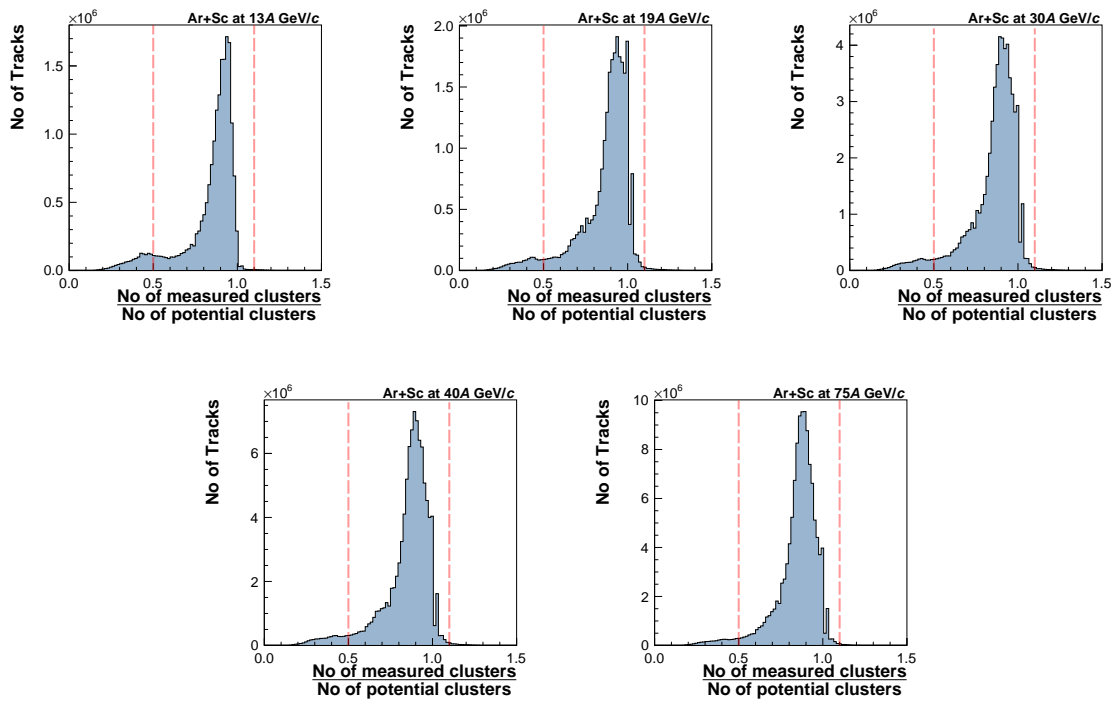 ×10⁶ Ar+Sc at 13A GeV/c
No of Tracks
1.5
1.0
0.5
0.0
0.0 0.5 1.0 1.5
No of measured clusters
No of potential clusters
×10⁶ Ar+Sc at 19A GeV/c
No of Tracks
2.0
1.5
1.0
0.5
0.0
0.0 0.5 1.0 1.5
No of measured clusters
No of potential clusters
×10⁶ Ar+Sc at 30A GeV/c
No of Tracks
4
2
0
0.0 0.5 1.0 1.5
No of measured clusters
No of potential clusters
×10⁶ Ar+Sc at 40A GeV/c
No of Tracks
6
4
2
0
0.0 0.5 1.0 1.5
No of measured clusters
No of potential clusters
×10⁶ Ar+Sc at 75A GeV/c
No of Tracks
10
8
6
4
2
0
0.0 0.5 1.0 1.5
No of measured clusters
No of potential clusters